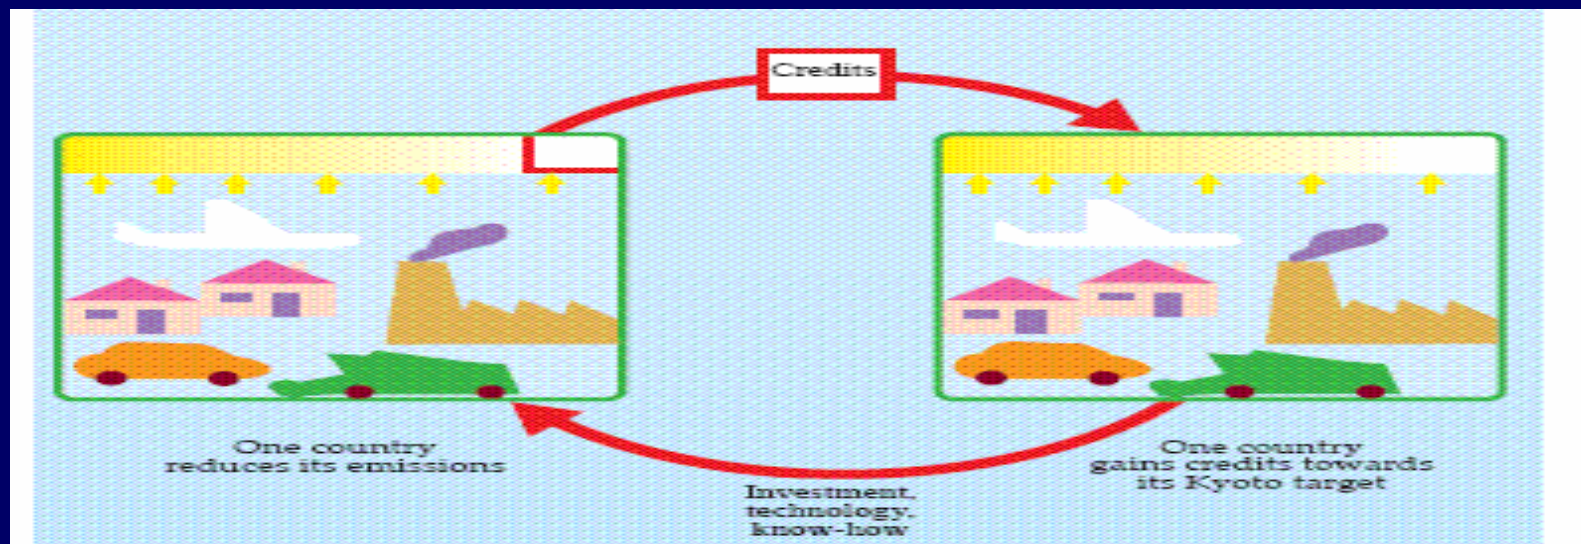 Credits
One country
reduces its emissions
One country
gains credits towards
its Kyoto target
Investment,
technology,
know-how